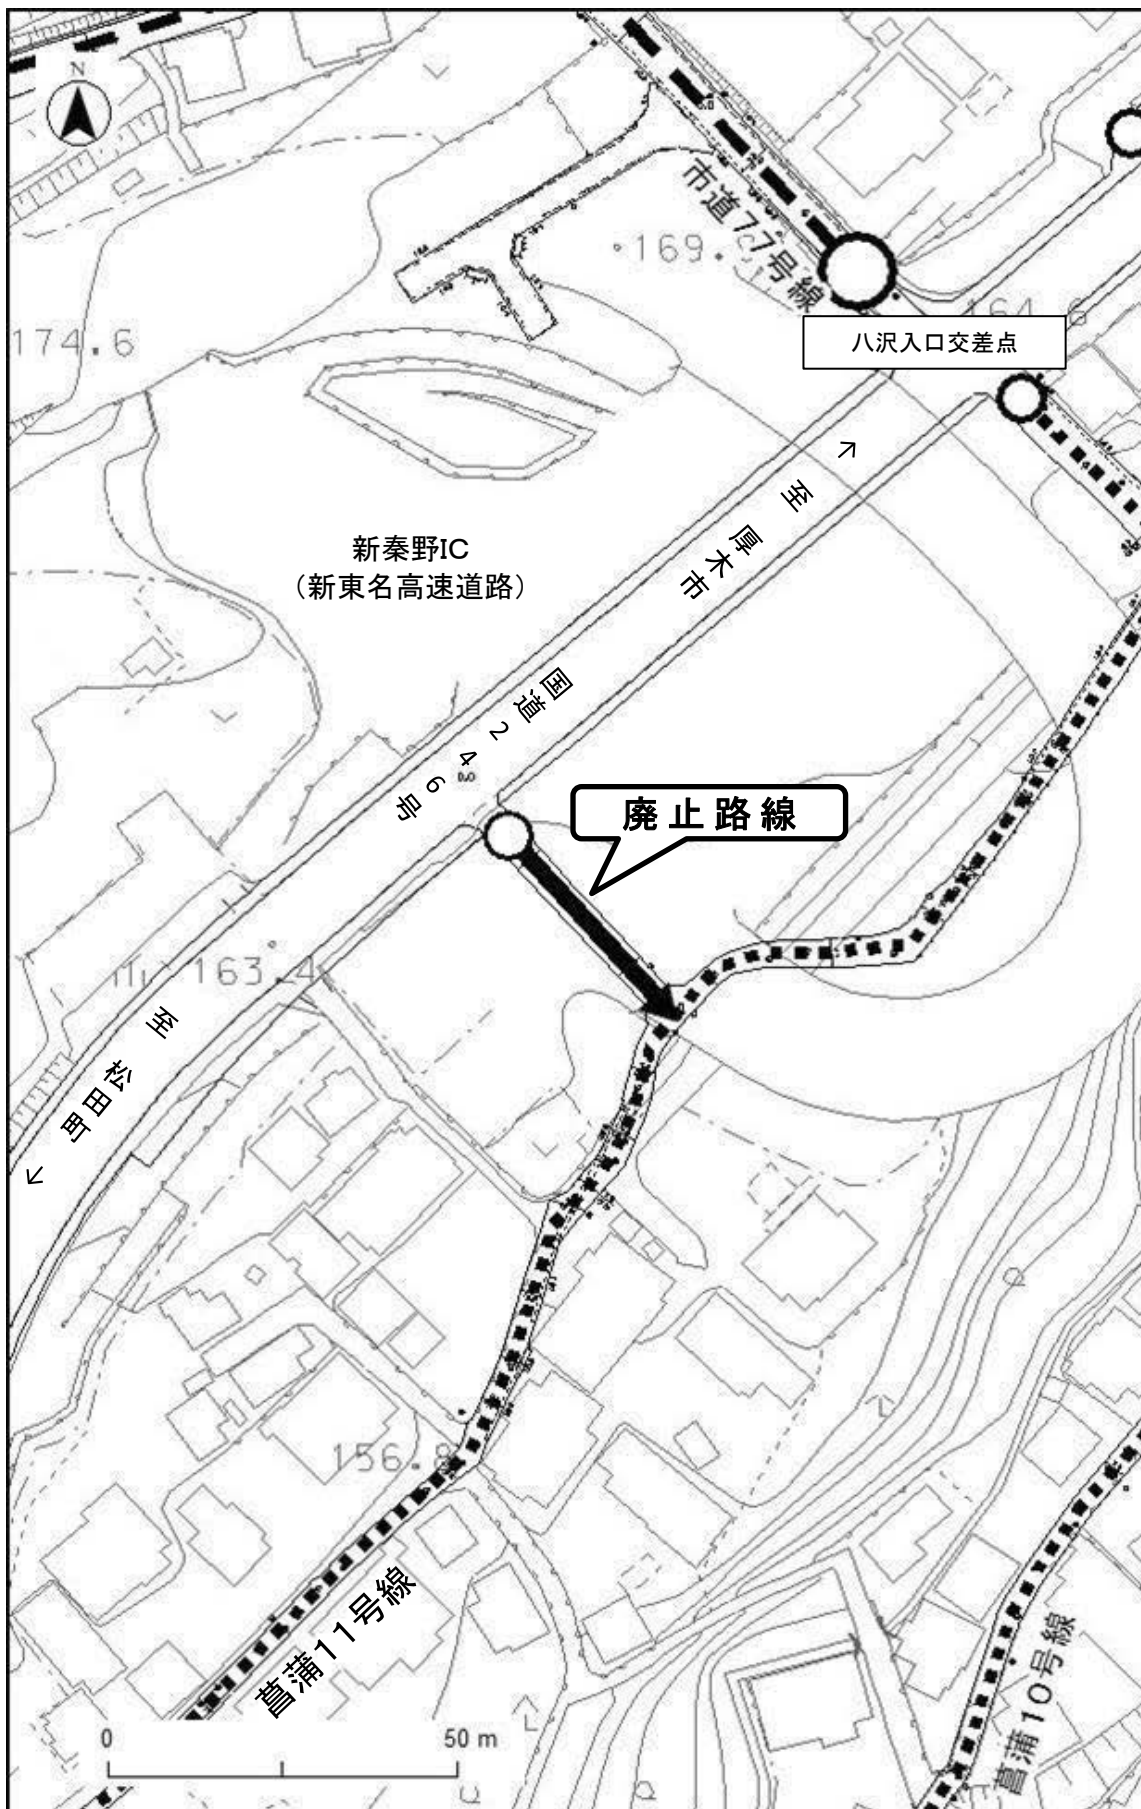 N
市道77号線
169.
164.6
八沢入口交差点
174.6
至 厚木市
新秦野IC
（新東名高速道路）
国道246号
0.0
廃止路線
163.4
至 松田町
156.8
菖蒲11号線
菖蒲10号線
0
50 m